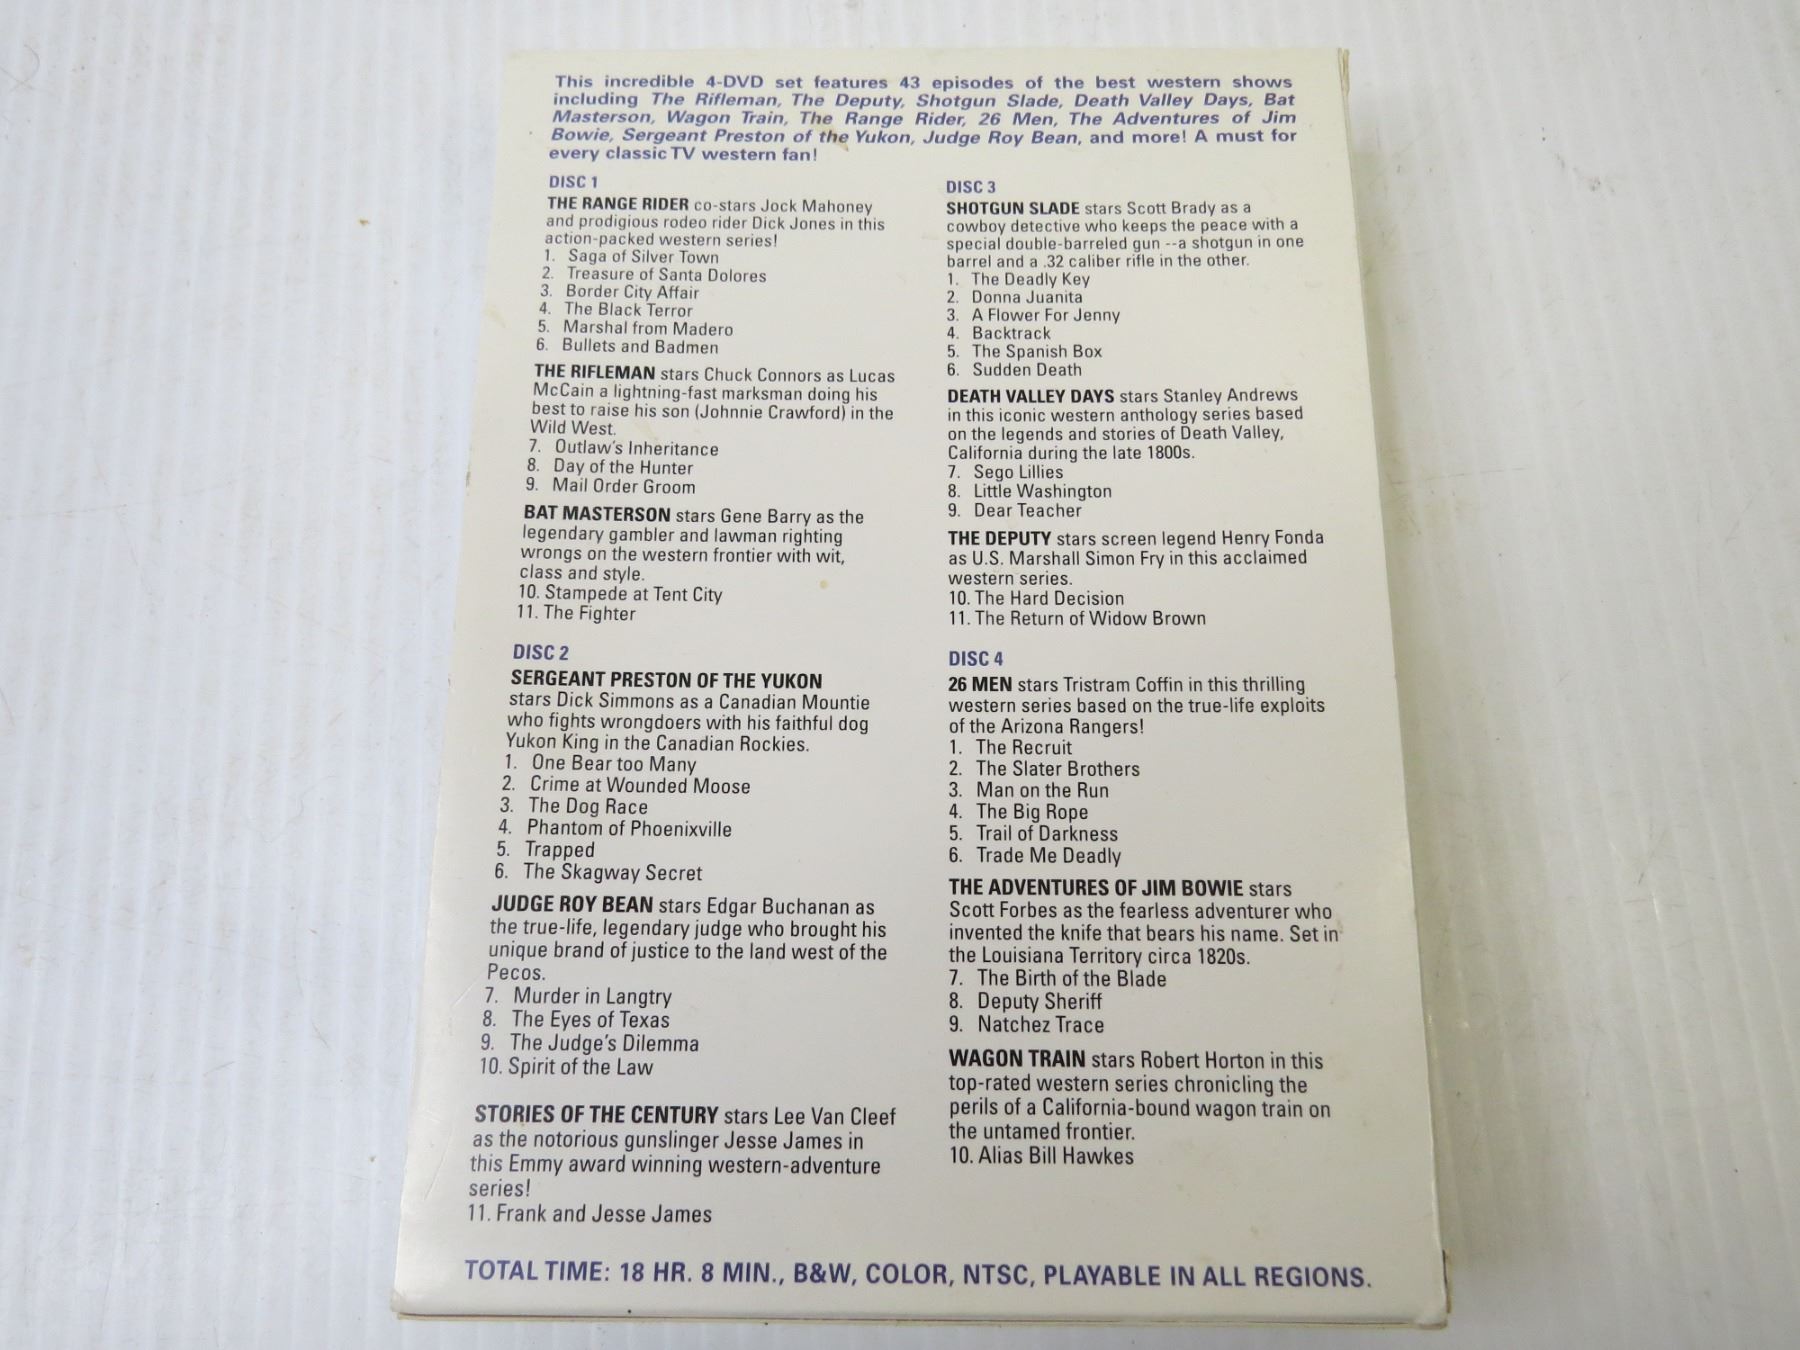 This incredible 4-DVD set features 43 episodes of the best western shows
including The Rifleman, The Deputy, Shotgun Slade, Death Valley Days, Bat
Masterson, Wagon Train, The Range Rider, 26 Men, The Adventures of Jim
Bowie, Sergeant Preston of the Yukon, Judge Roy Bean, and more! A must for
every classic TV western fan!
DISC 1
THE RANGE RIDER co-stars Jock Mahoney
and prodigious rodeo rider Dick Jones in this
action-packed western series!
1. Saga of Silver Town
2. Treasure of Santa Dolores
3. Border City Affair
4. The Black Terror
5. Marshal from Madero
6. Bullets and Badmen
THE RIFLEMAN stars Chuck Connors as Lucas
McCain a lightning-fast marksman doing his
best to raise his son (Johnnie Crawford) in the
Wild West.
7. Outlaw's Inheritance
8. Day of the Hunter
9. Mail Order Groom
BAT MASTERSON stars Gene Barry as the
legendary gambler and lawman righting
wrongs on the western frontier with wit,
class and style.
10. Stampede at Tent City
11. The Fighter
DISC 2
SERGEANT PRESTON OF THE YUKON
stars Dick Simmons as a Canadian Mountie
who fights wrongdoers with his faithful dog
Yukon King in the Canadian Rockies.
1. One Bear too Many
2. Crime at Wounded Moose
3. The Dog Race
4. Phantom of Phoenixville
5. Trapped
6. The Skagway Secret
JUDGE ROY BEAN stars Edgar Buchanan as
the true-life, legendary judge who brought his
unique brand of justice to the land west of the
Pecos.
7. Murder in Langtry
8. The Eyes of Texas
9. The Judge's Dilemma
10. Spirit of the Law
STORIES OF THE CENTURY stars Lee Van Cleef
as the notorious gunslinger Jesse James in
this Emmy award winning western-adventure
series!
11. Frank and Jesse James
DISC 3
SHOTGUN SLADE stars Scott Brady as a
cowboy detective who keeps the peace with a
special double-barreled gun --a shotgun in one
barrel and a .32 caliber rifle in the other.
1. The Deadly Key
2. Donna Juanita
3. A Flower For Jenny
4. Backtrack
5. The Spanish Box
6. Sudden Death
DEATH VALLEY DAYS stars Stanley Andrews
in this iconic western anthology series based
on the legends and stories of Death Valley,
California during the late 1800s.
7. Sego Lillies
8. Little Washington
9. Dear Teacher
THE DEPUTY stars screen legend Henry Fonda
as U.S. Marshall Simon Fry in this acclaimed
western series.
10. The Hard Decision
11. The Return of Widow Brown
DISC 4
26 MEN stars Tristram Coffin in this thrilling
western series based on the true-life exploits
of the Arizona Rangers!
1. The Recruit
2. The Slater Brothers
3. Man on the Run
4. The Big Rope
5. Trail of Darkness
6. Trade Me Deadly
THE ADVENTURES OF JIM BOWIE stars
Scott Forbes as the fearless adventurer who
invented the knife that bears his name. Set in
the Louisiana Territory circa 1820s.
7. The Birth of the Blade
8. Deputy Sheriff
9. Natchez Trace
WAGON TRAIN stars Robert Horton in this
top-rated western series chronicling the
perils of a California-bound wagon train on
the untamed frontier.
10. Alias Bill Hawkes
TOTAL TIME: 18 HR. 8 MIN., B&W, COLOR, NTSC, PLAYABLE IN ALL REGIONS.